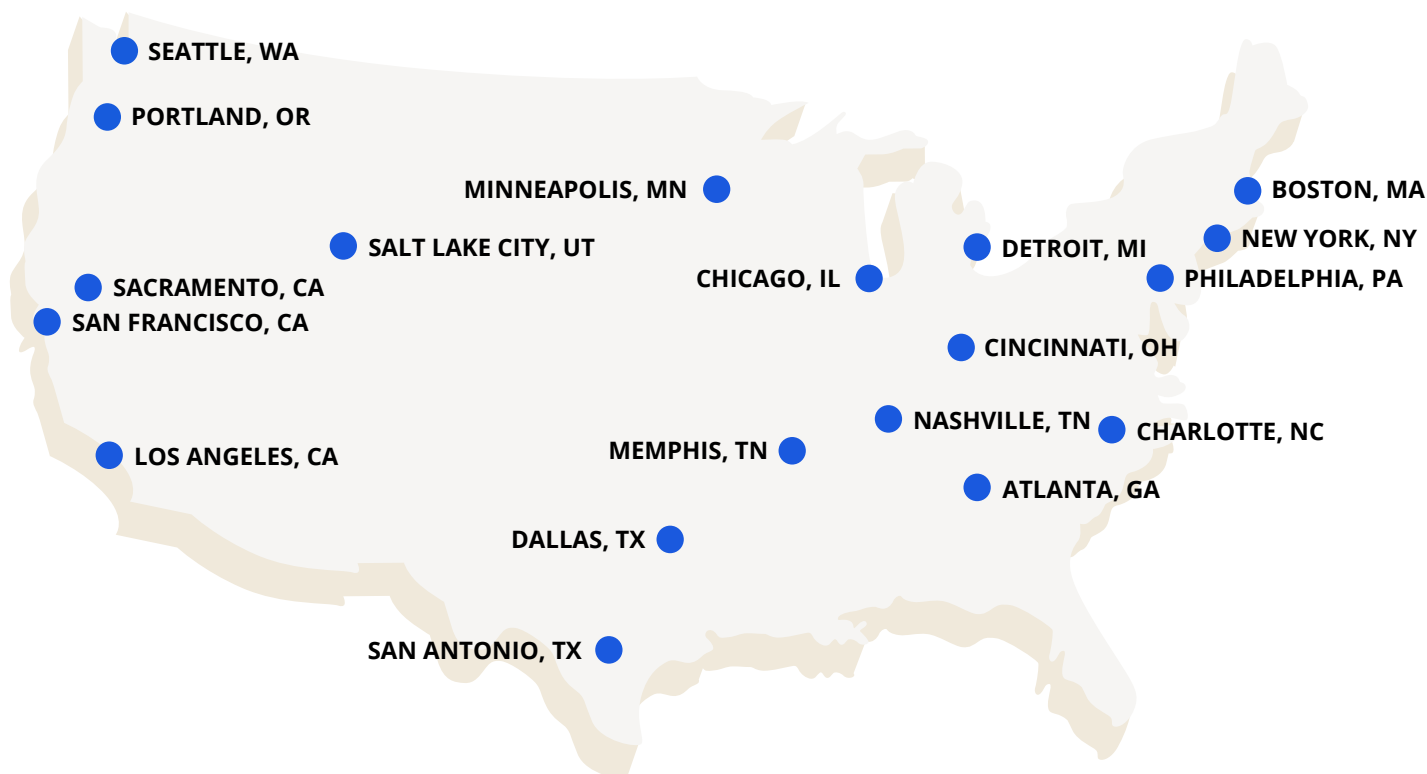 SEATTLE, WA
PORTLAND, OR
MINNEAPOLIS, MN
BOSTON, MA
SALT LAKE CITY, UT
DETROIT, MI
NEW YORK, NY
CHICAGO, IL
PHILADELPHIA, PA
SACRAMENTO, CA
SAN FRANCISCO, CA
CINCINNATI, OH
NASHVILLE, TN
CHARLOTTE, NC
MEMPHIS, TN
LOS ANGELES, CA
ATLANTA, GA
DALLAS, TX
SAN ANTONIO, TX